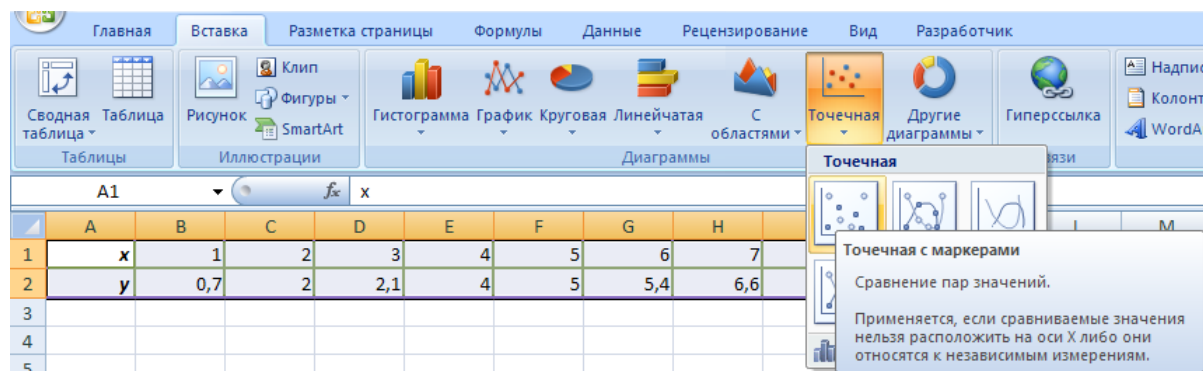 Главная Вставка Разметка страницы Формулы Данные Рецензирование Вид Разработчик
Сводная таблица Таблица Рисунок Клип Фигуры SmartArt Гистограмма График Круговая Линейчатая С областями Точечная Другие диаграммы Гиперссылка
Таблицы Иллюстрации Диаграммы
Точечная
A1 fx x
A B C D E F G H M
1 x 1 2 3 4 5 6 7
2 y 0,7 2 2,1 4 5 5,4 6,6
3
4
5
Точечная с маркерами
Сравнение пар значений.
Применяется, если сравниваемые значения
нельзя расположить на оси X либо они
относятся к независимым измерениям.